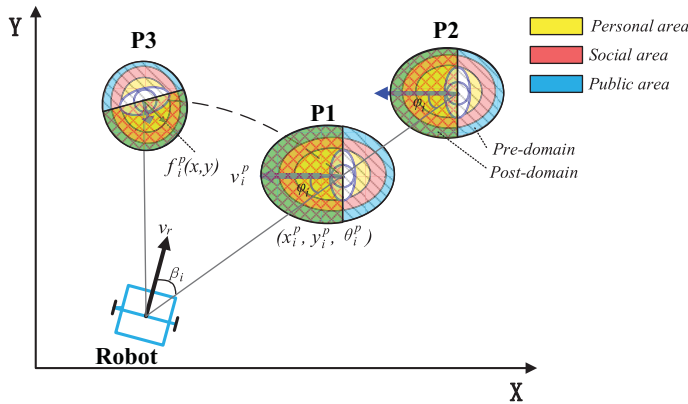 Y
P3
P2
P1
Personal area
Social area
Public area
φ_i
Pre-domain
Post-domain
f_i^p(x,y)
v_i^p
φ_i
(x_i^p, y_i^p, θ_i^p)
v_r
β_i
Robot
X